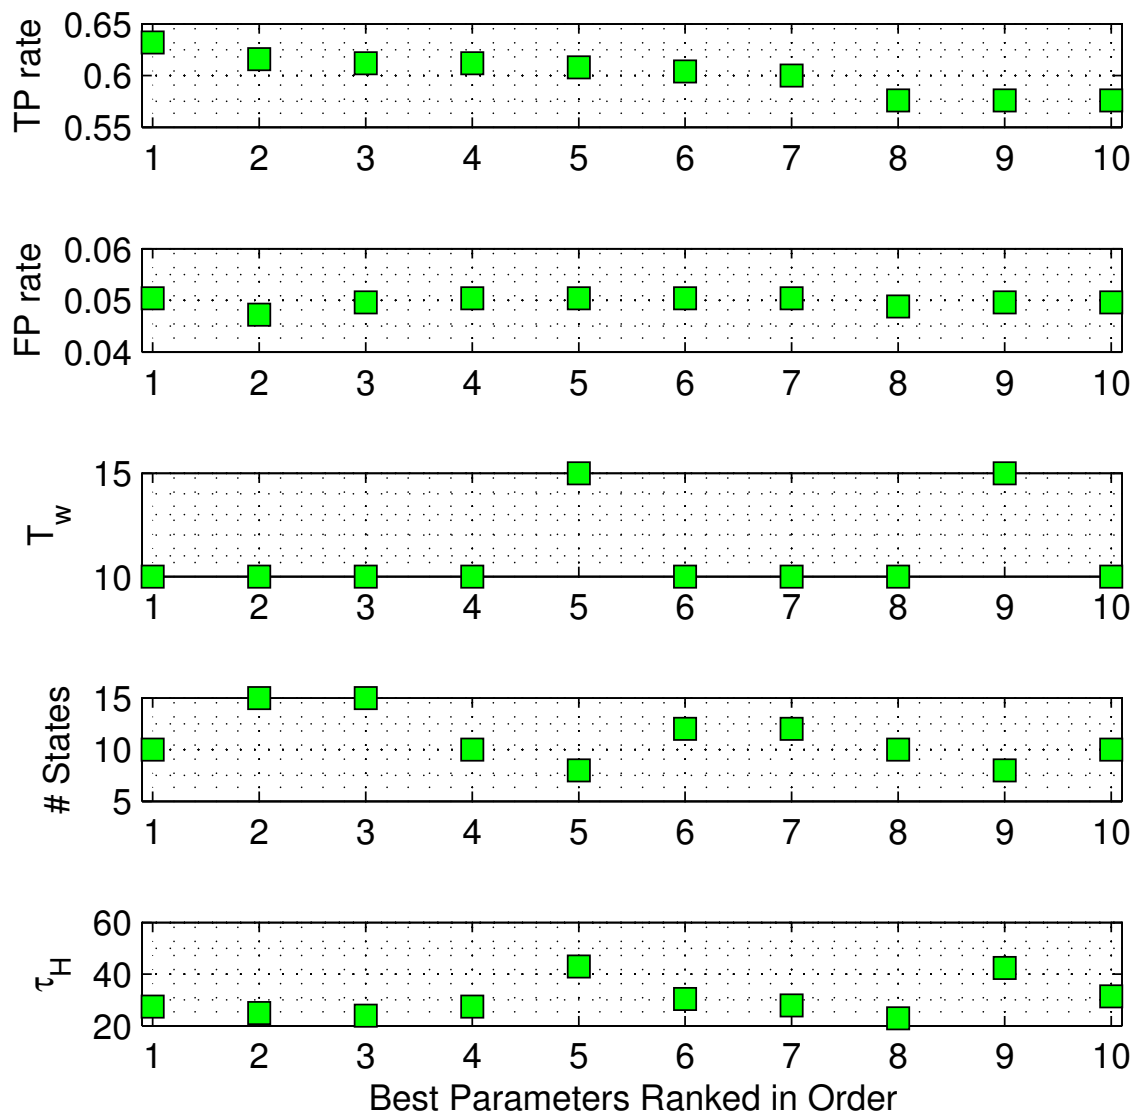 TP rate
0.65
0.6
0.55
1 2 3 4 5 6 7 8 9 10
FP rate
0.06
0.05
0.04
1 2 3 4 5 6 7 8 9 10
T_w
15
10
1 2 3 4 5 6 7 8 9 10
# States
15
10
5
1 2 3 4 5 6 7 8 9 10
τ_H
60
40
20
1 2 3 4 5 6 7 8 9 10
Best Parameters Ranked in Order